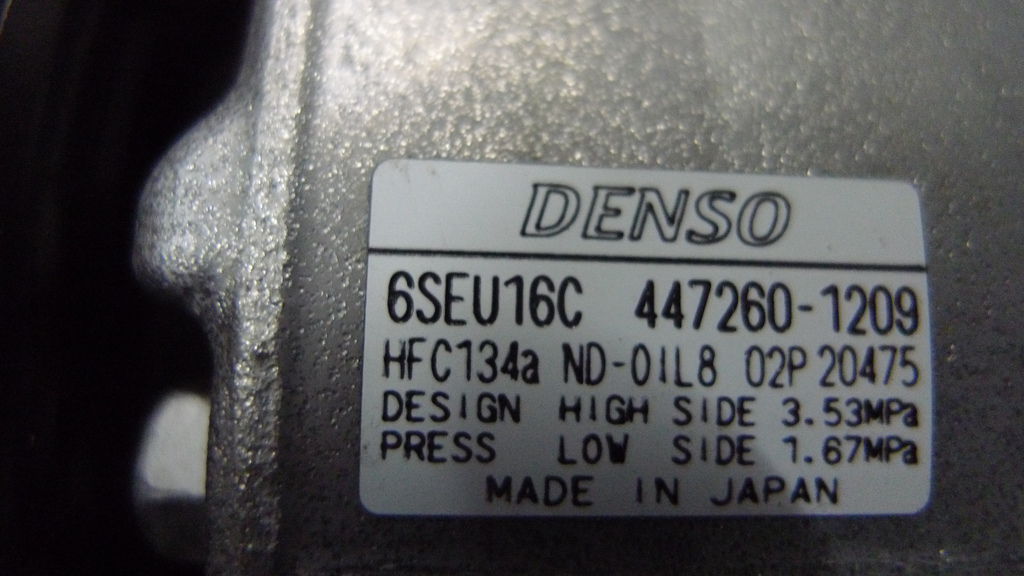 DENSO
6SEU16C 447260-1209
HFC134a ND-OIL8 02P 20475
DESIGN HIGH SIDE 3.53MPa
PRESS LOW SIDE 1.67MPa
MADE IN JAPAN